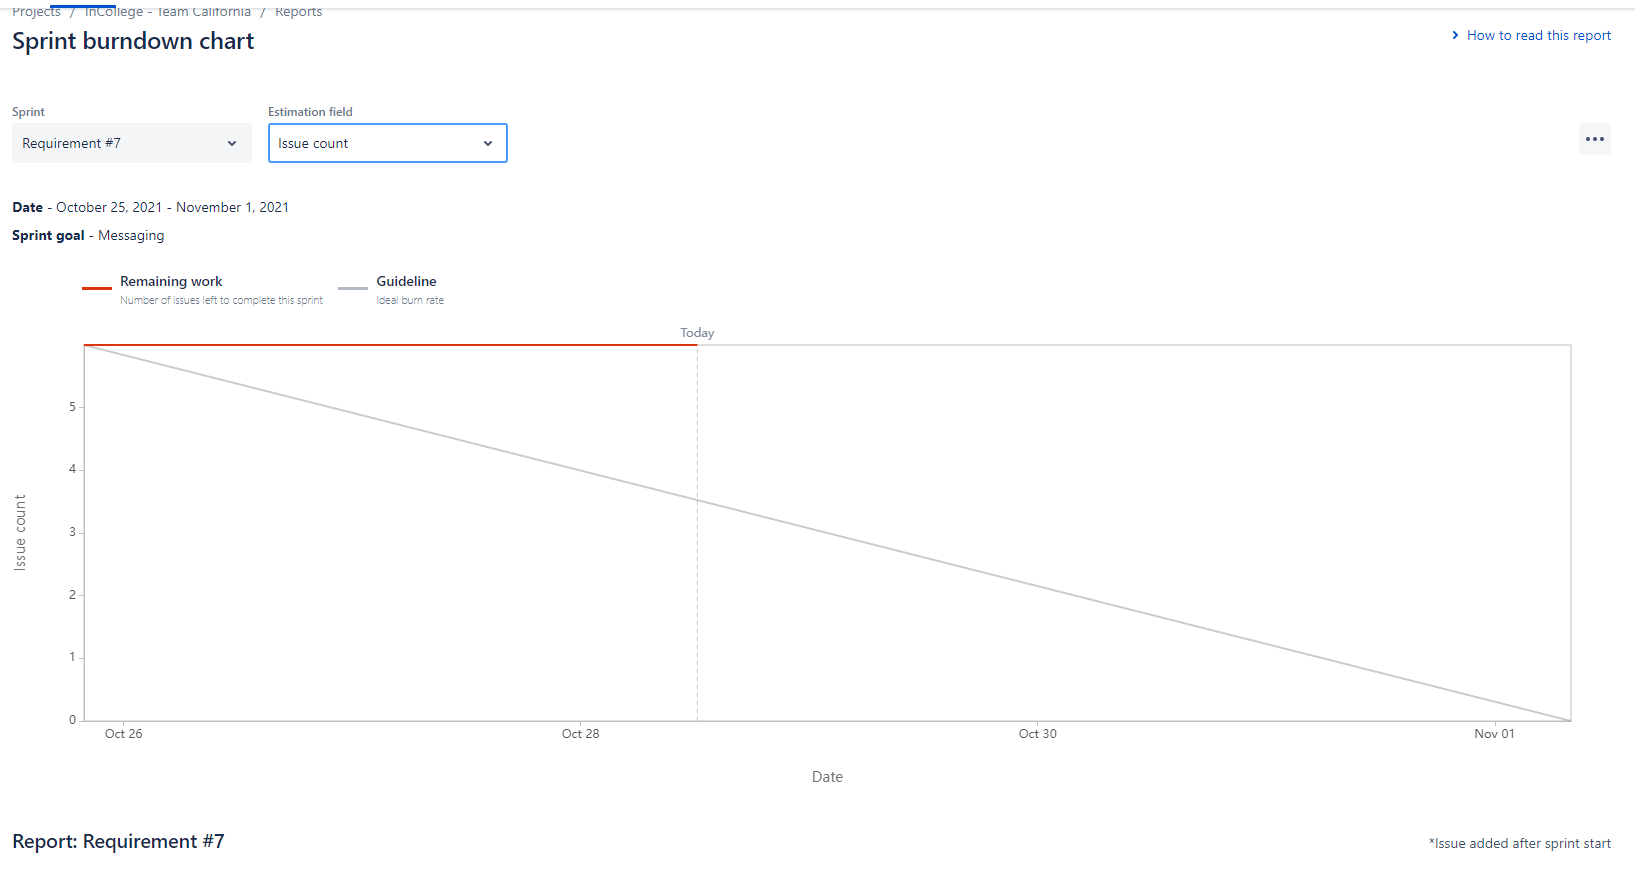 Projects / InCollege - Team California / Reports
Sprint burndown chart
How to read this report
Sprint
Estimation field
Requirement #7
Issue count
Date - October 25, 2021 - November 1, 2021
Sprint goal - Messaging
Remaining work
Number of issues left to complete this sprint
Guideline
Ideal burn rate
Today
5
4
3
2
1
0
Issue count
Oct 26
Oct 28
Oct 30
Nov 01
Date
Report: Requirement #7
*Issue added after sprint start